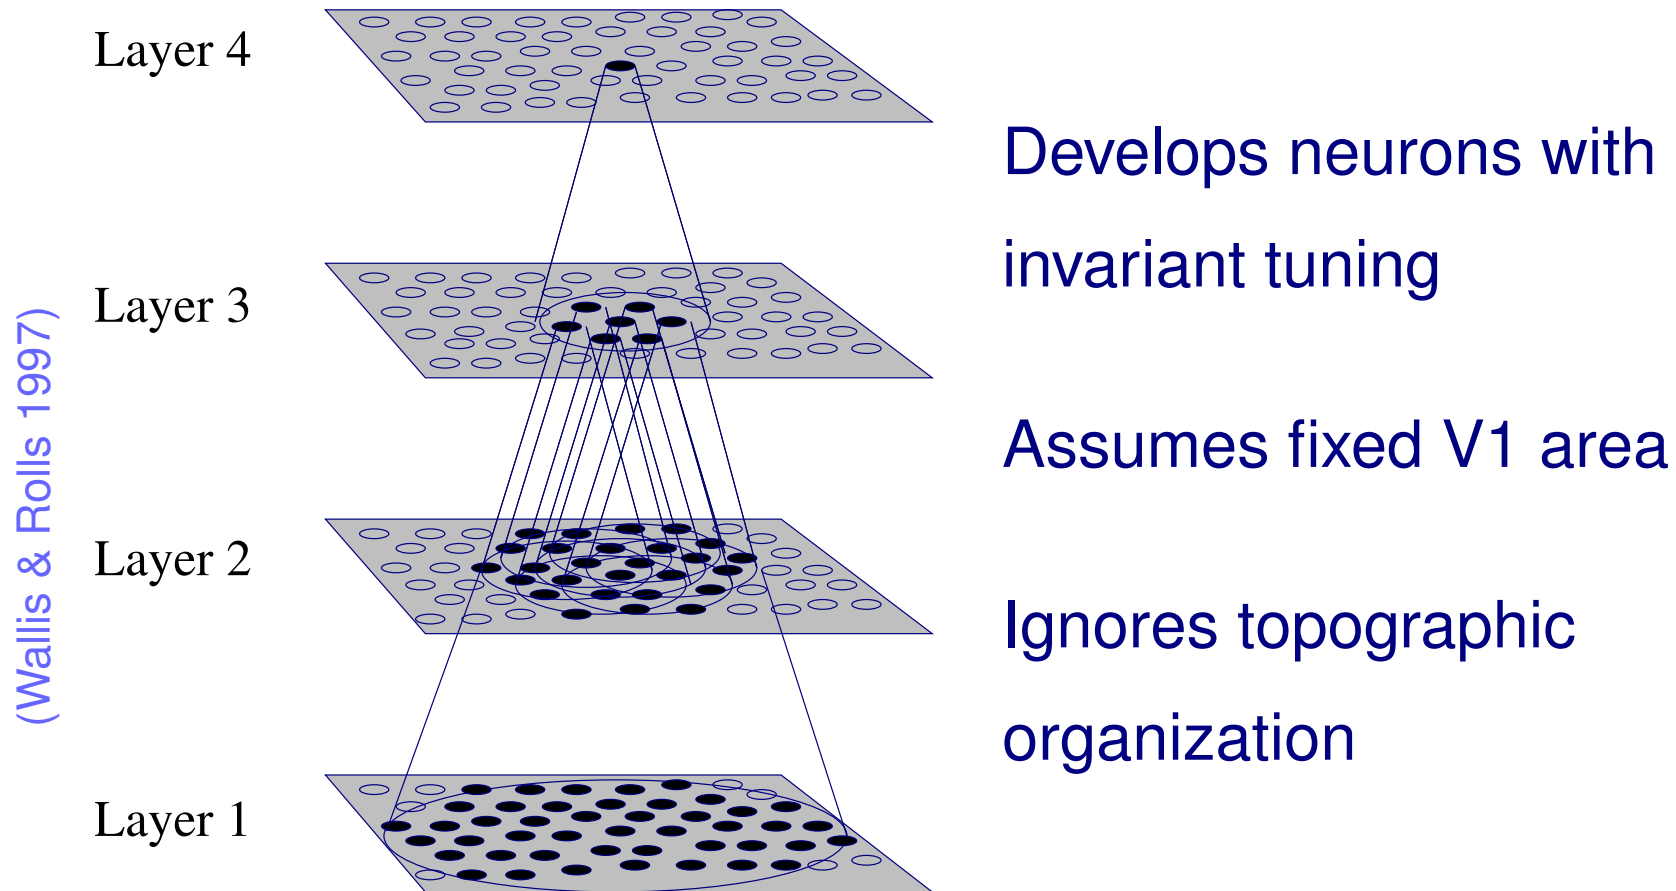 Layer 4
Layer 3
Layer 2
Layer 1
(Wallis & Rolls 1997)
Develops neurons with
invariant tuning
Assumes fixed V1 area
Ignores topographic
organization